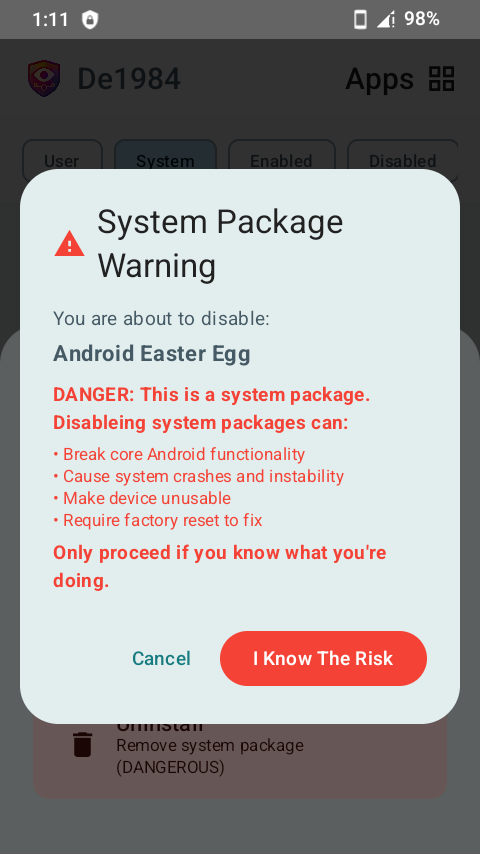 1:11
98%
De1984
Apps
User
System
Enabled
Disabled
System Package
Warning
You are about to disable:
Android Easter Egg
DANGER: This is a system package.
Disableing system packages can:
• Break core Android functionality
• Cause system crashes and instability
• Make device unusable
• Require factory reset to fix
Only proceed if you know what you're
doing.
Cancel
I Know The Risk
Uninstall
Remove system package
(DANGEROUS)